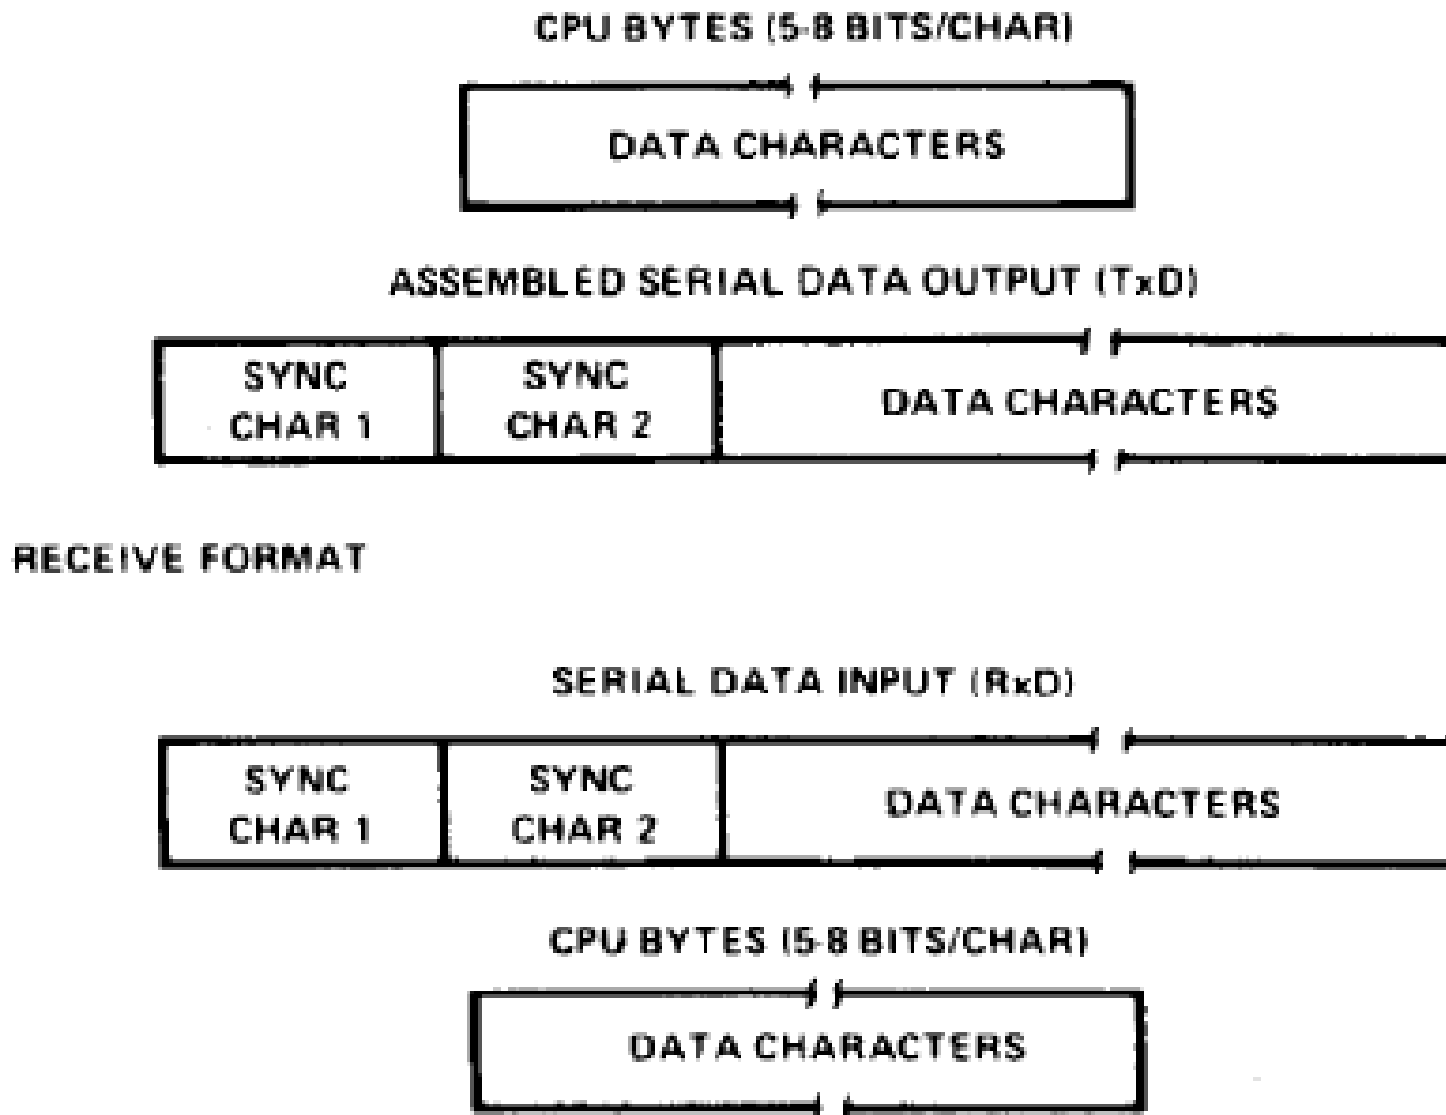 CPU BYTES (5-8 BITS/CHAR)
DATA CHARACTERS
ASSEMBLED SERIAL DATA OUTPUT (TxD)
SYNC CHAR 1
SYNC CHAR 2
DATA CHARACTERS
RECEIVE FORMAT
SERIAL DATA INPUT (RxD)
SYNC CHAR 1
SYNC CHAR 2
DATA CHARACTERS
CPU BYTES (5-8 BITS/CHAR)
DATA CHARACTERS